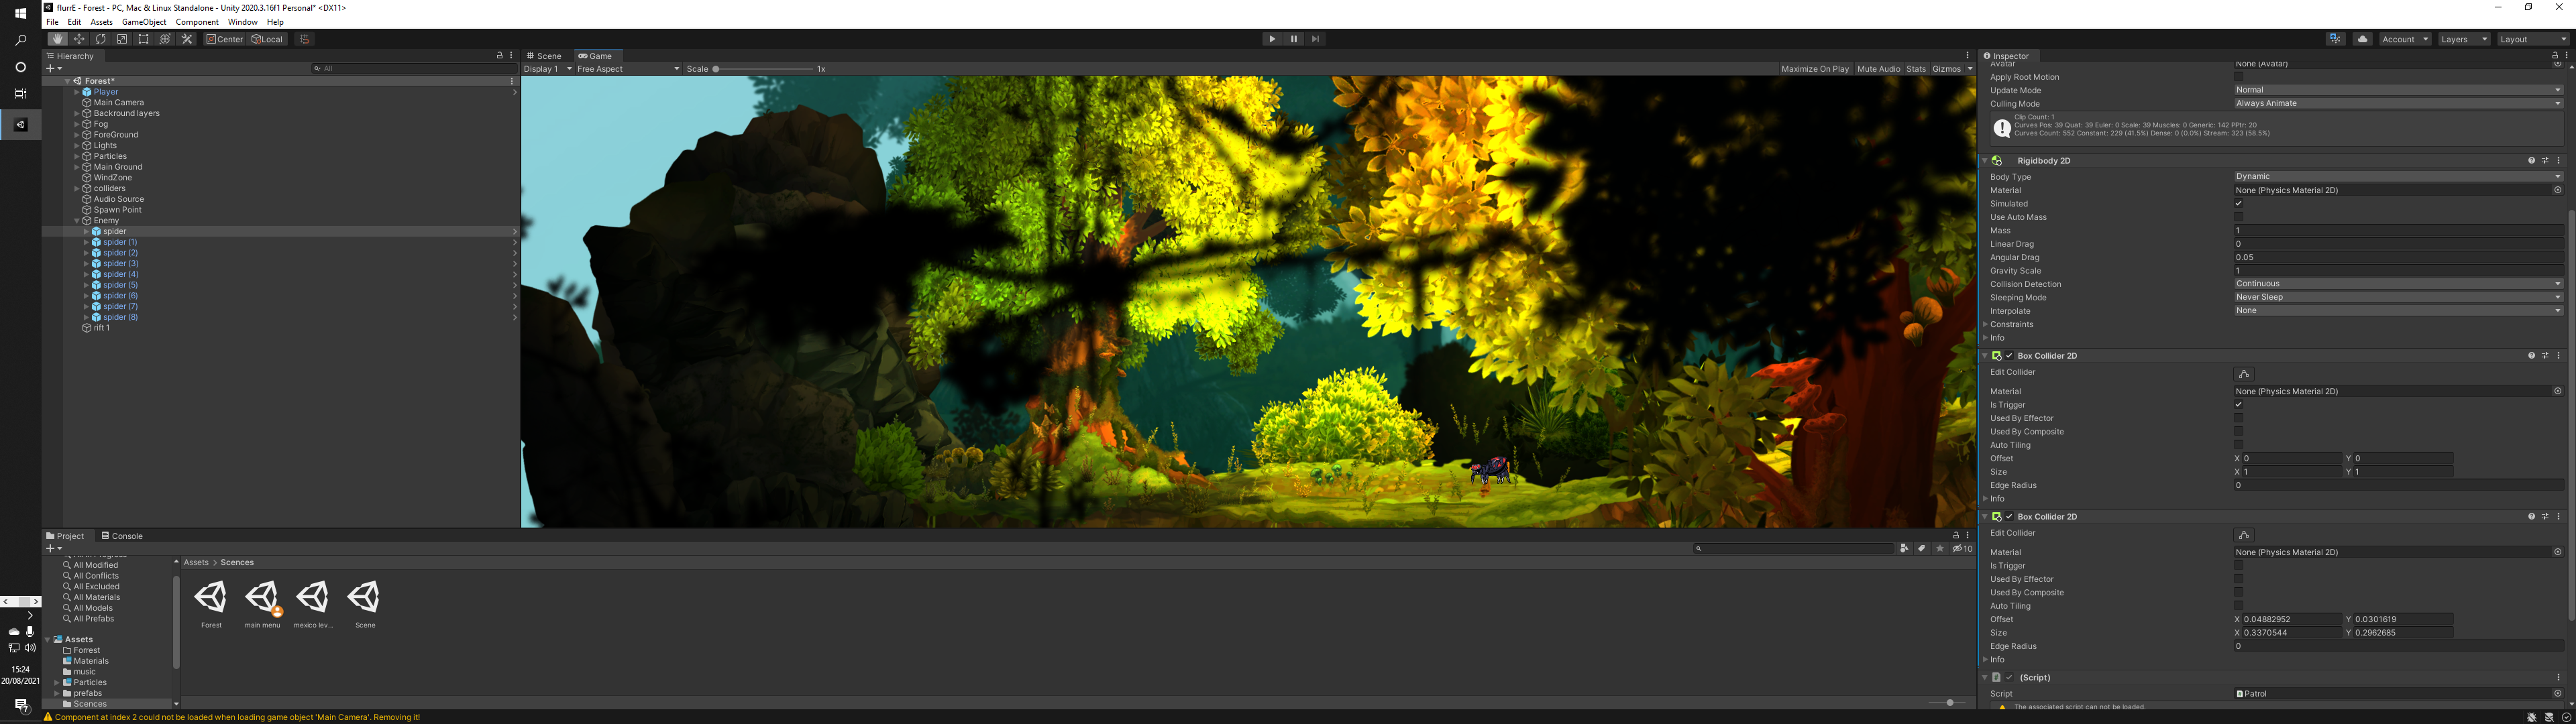 flurrE - Forest - PC, Mac & Linux Standalone - Unity 2020.3.16f1 Personal* <DX11>
File Edit Assets GameObject Component Window Help
Center Local
Account Layers Layout
Hierarchy
All
Forest*
Player
Main Camera
Backround layers
Fog
ForeGround
Lights
Particles
Main Ground
WindZone
colliders
Audio Source
Spawn Point
Enemy
spider
spider (1)
spider (2)
spider (3)
spider (4)
spider (5)
spider (6)
spider (7)
spider (8)
rift 1
Scene Game
Display 1 Free Aspect Scale 1x Maximize On Play Mute Audio Stats Gizmos
Inspector
Avatar None (Avatar)
Apply Root Motion
Update Mode Normal
Culling Mode Always Animate
Clip Count: 1
Curves Pos: 39 Quat: 39 Euler: 0 Scale: 39 Muscles: 0 Generic: 142 PPtr: 20
Curves Count: 552 Constant: 229 (41.5%) Dense: 0 (0.0%) Stream: 323 (58.5%)
Rigidbody 2D
Body Type Dynamic
Material None (Physics Material 2D)
Simulated
Use Auto Mass
Mass 1
Linear Drag 0
Angular Drag 0.05
Gravity Scale 1
Collision Detection Continuous
Sleeping Mode Never Sleep
Interpolate None
Constraints
Info
Box Collider 2D
Edit Collider
Material None (Physics Material 2D)
Is Trigger
Used By Effector
Used By Composite
Auto Tiling
Offset X 0 Y 0
Size X 1 Y 1
Edge Radius 0
Info
Box Collider 2D
Edit Collider
Material None (Physics Material 2D)
Is Trigger
Used By Effector
Used By Composite
Auto Tiling
Offset X 0.04882952 Y 0.0301619
Size X 0.3370544 Y 0.2962685
Edge Radius 0
Info
(Script)
Script Patrol
The associated script can not be loaded.
Project Console
10
All In Progress
All Modified
All Conflicts
All Excluded
All Materials
All Models
All Prefabs
Assets
Forrest
Materials
music
Particles
prefabs
Scences
Assets > Scences
Forest main menu mexico lev... Scene
15:24
20/08/2021
7
Component at index 2 could not be loaded when loading game object 'Main Camera'. Removing it!